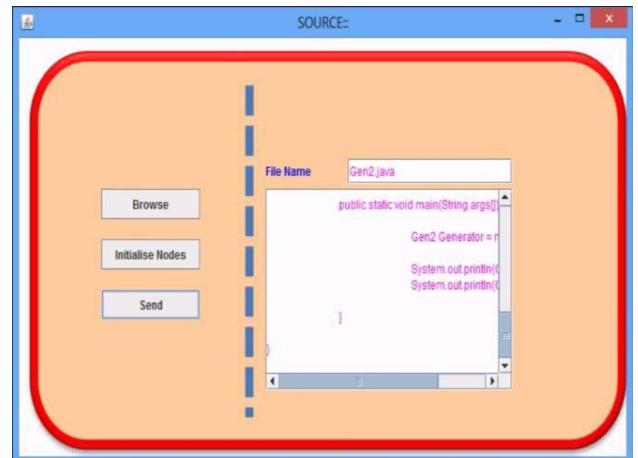 SOURCE::
File Name
Gen2.java
Browse
Initialise Nodes
Send
public static void main(String args[])
Gen2 Generator =
System.out.println(
System.out.println(
}
}